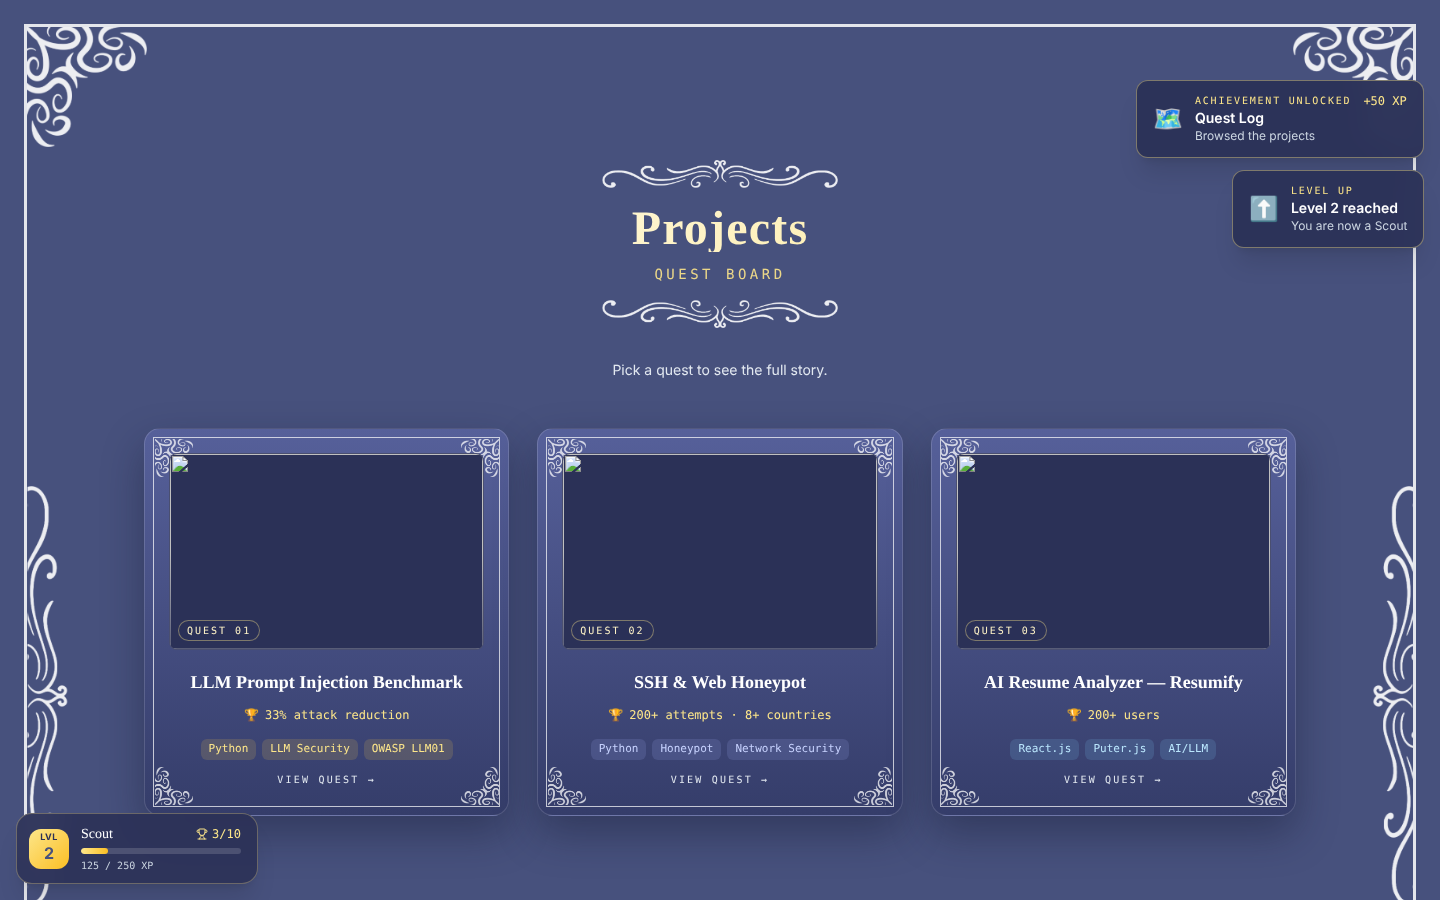 ACHIEVEMENT UNLOCKED +50 XP
Quest Log
Browsed the projects
LEVEL UP
Level 2 reached
You are now a Scout
Projects
QUEST BOARD
Pick a quest to see the full story.
QUEST 01
LLM Prompt Injection Benchmark
🏆 33% attack reduction
Python LLM Security OWASP LLM01
VIEW QUEST →
QUEST 02
SSH & Web Honeypot
🏆 200+ attempts · 8+ countries
Python Honeypot Network Security
VIEW QUEST →
QUEST 03
AI Resume Analyzer — Resumify
🏆 200+ users
React.js Puter.js AI/LLM
VIEW QUEST →
LVL
2
Scout 3/10
125 / 250 XP